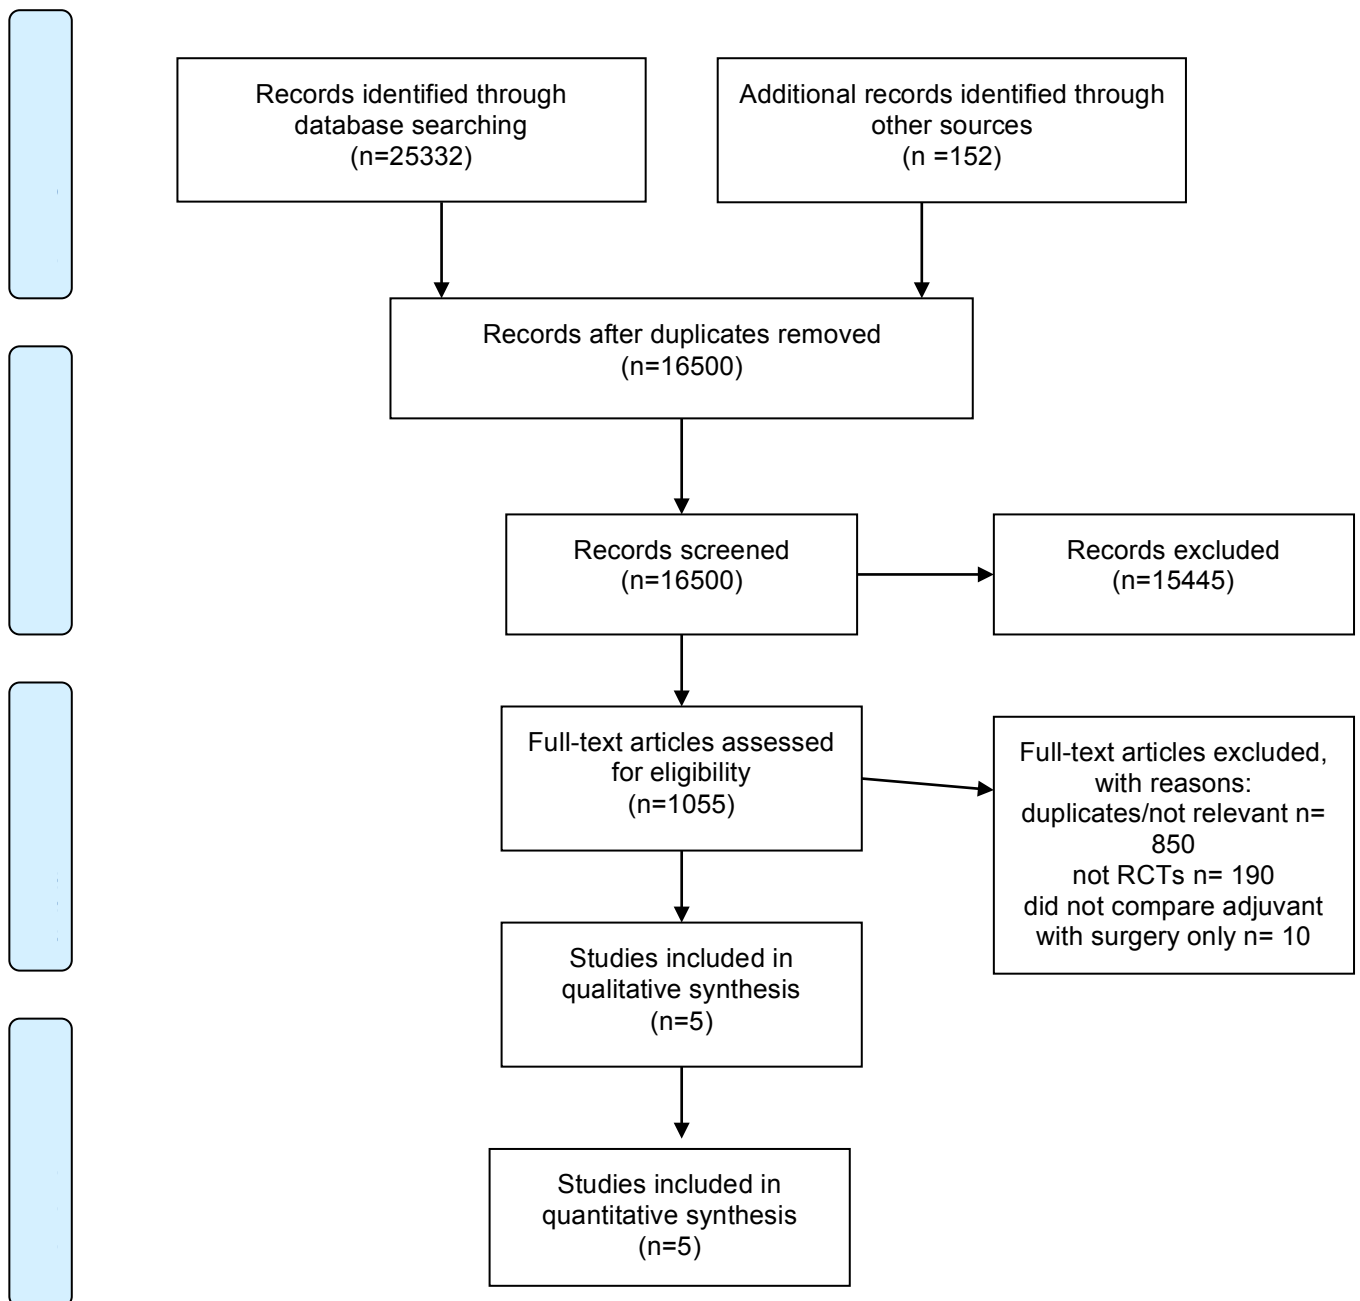 Records identified through
database searching
(n=25332)
Additional records identified through
other sources
(n =152)
Records after duplicates removed
(n=16500)
Records screened
(n=16500)
Records excluded
(n=15445)
Full-text articles assessed
for eligibility
(n=1055)
Full-text articles excluded,
with reasons:
duplicates/not relevant n=
850
not RCTs n= 190
did not compare adjuvant
with surgery only n= 10
Studies included in
qualitative synthesis
(n=5)
Studies included in
quantitative synthesis
(n=5)